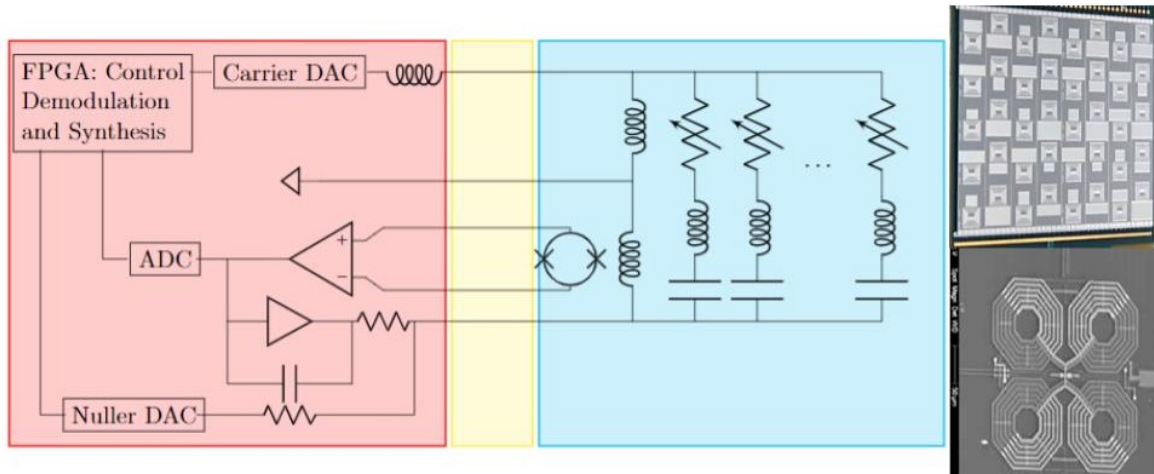 FPGA: Control
Demodulation
and Synthesis
Carrier DAC
+
−
ADC
...
Nuller DAC